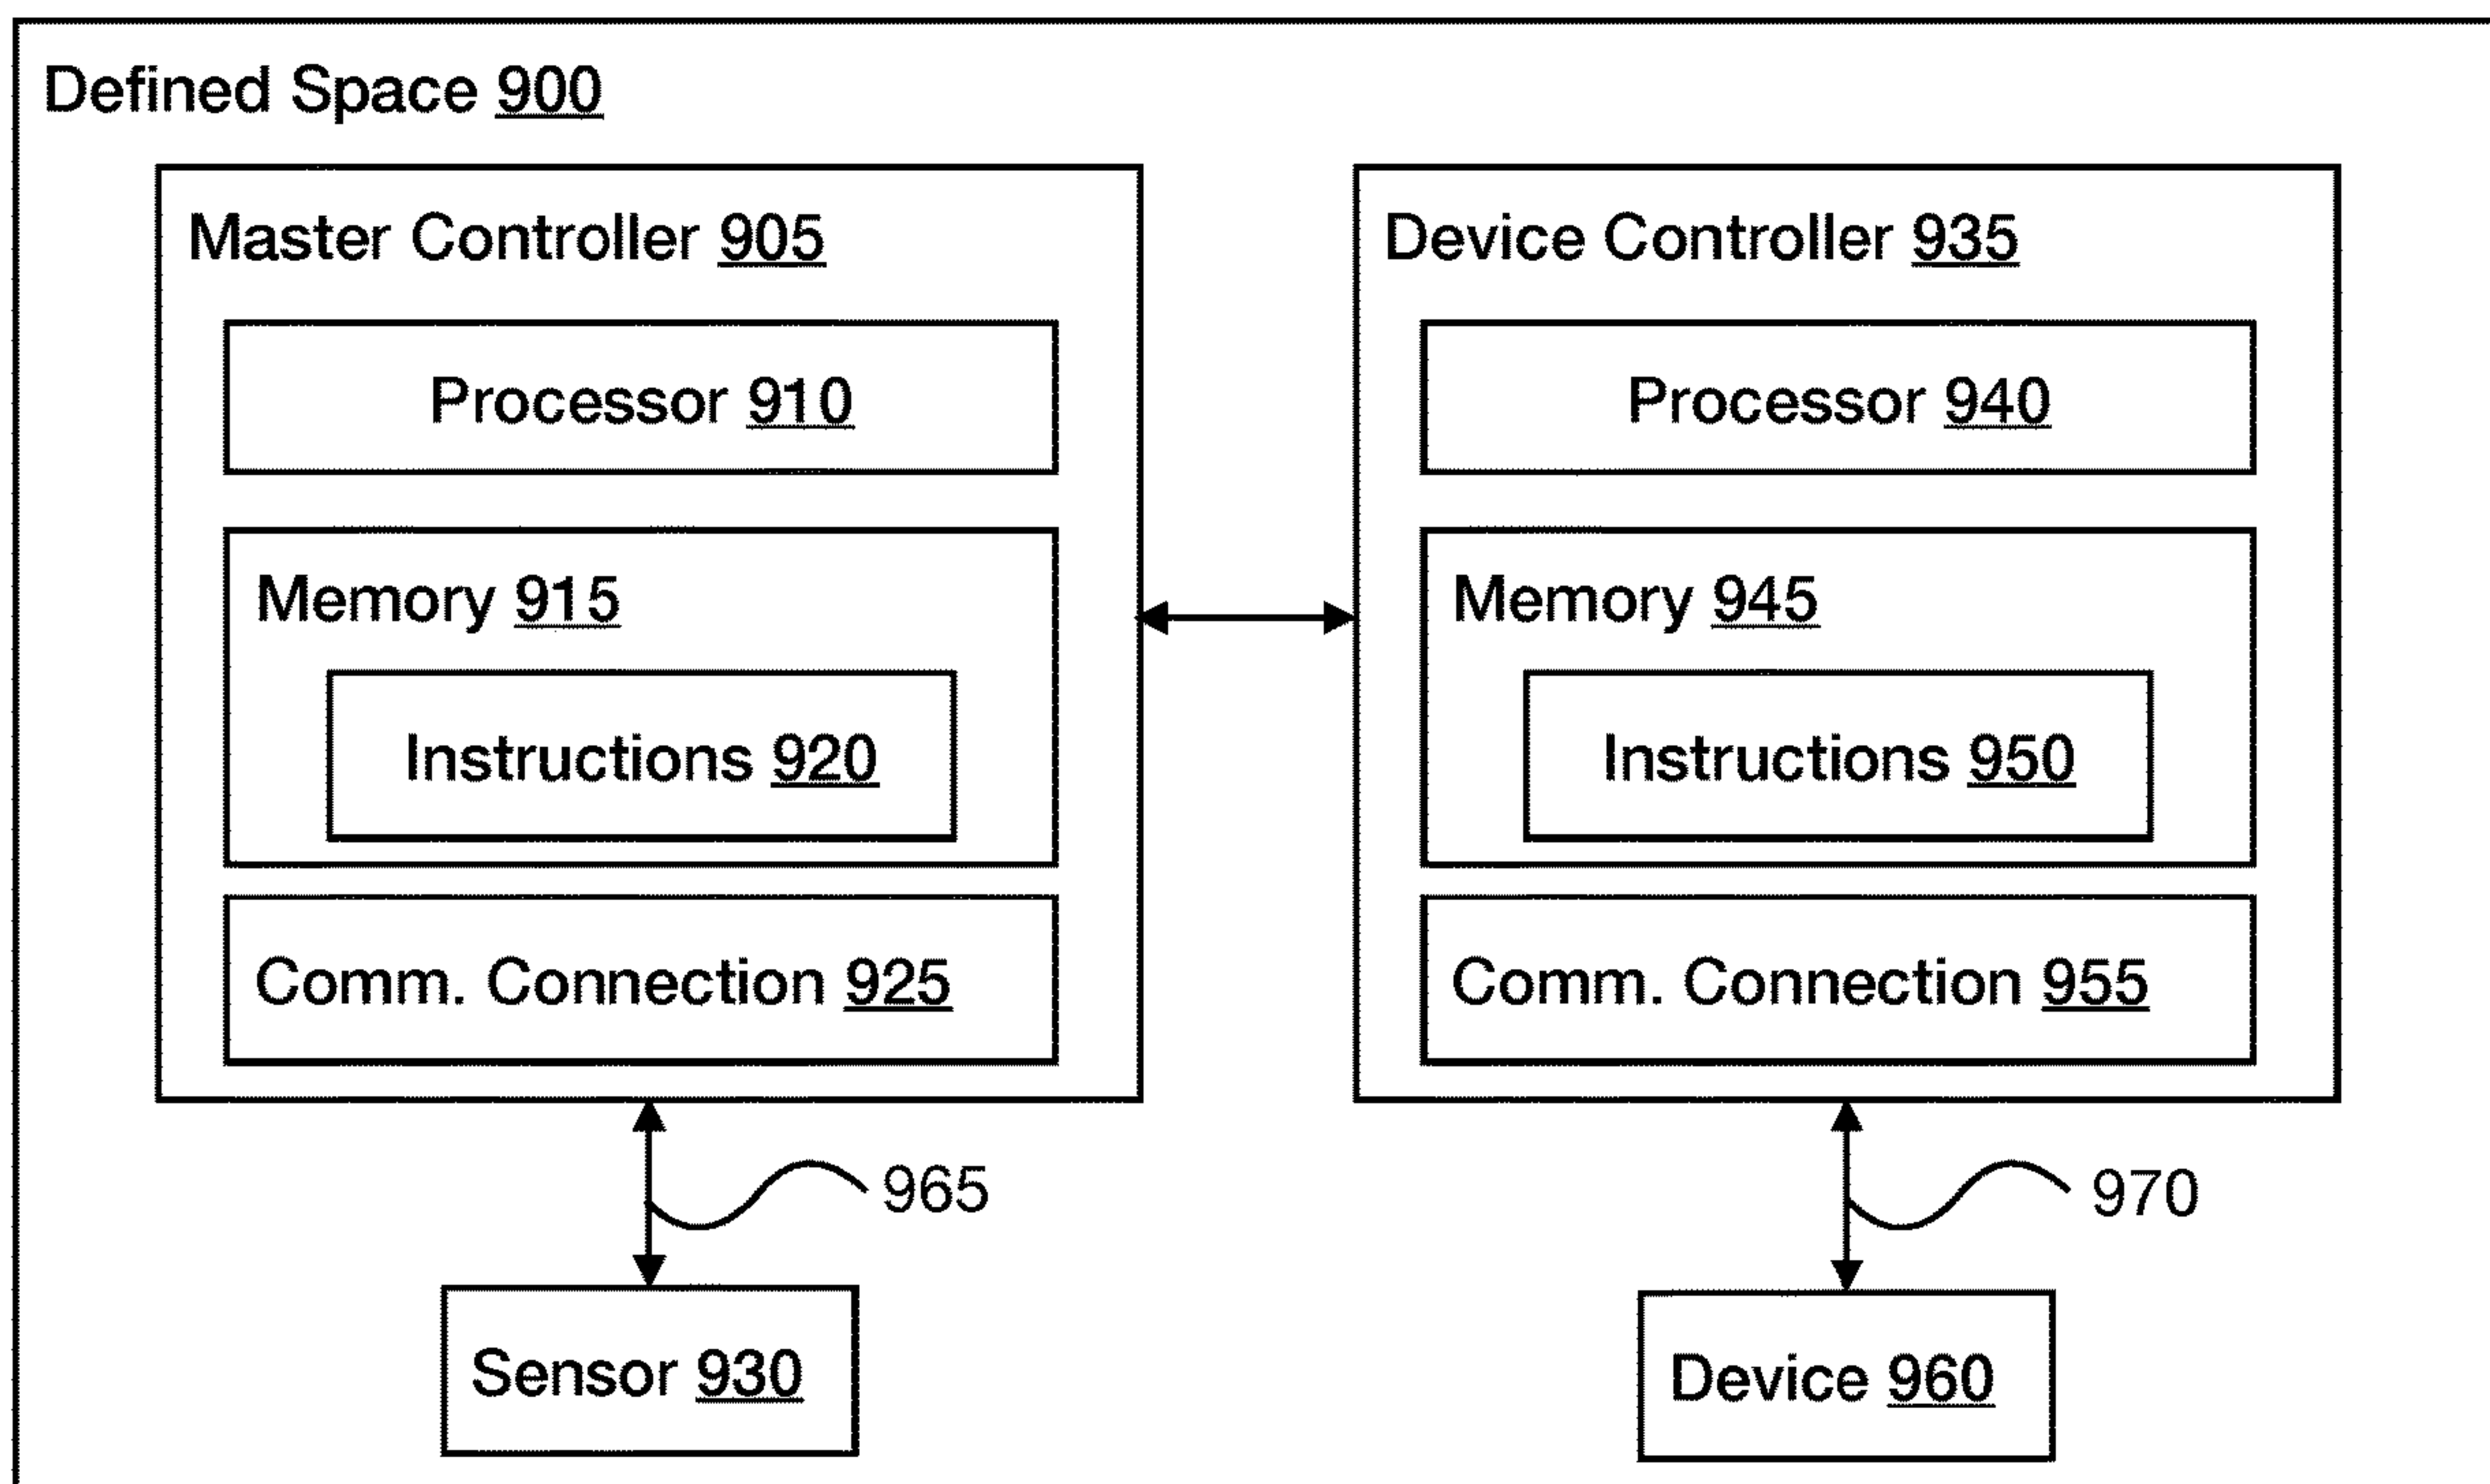 Defined Space 900
Master Controller 905
Processor 910
Memory 915
Instructions 920
Comm. Connection 925
Device Controller 935
Processor 940
Memory 945
Instructions 950
Comm. Connection 955
965
970
Sensor 930
Device 960